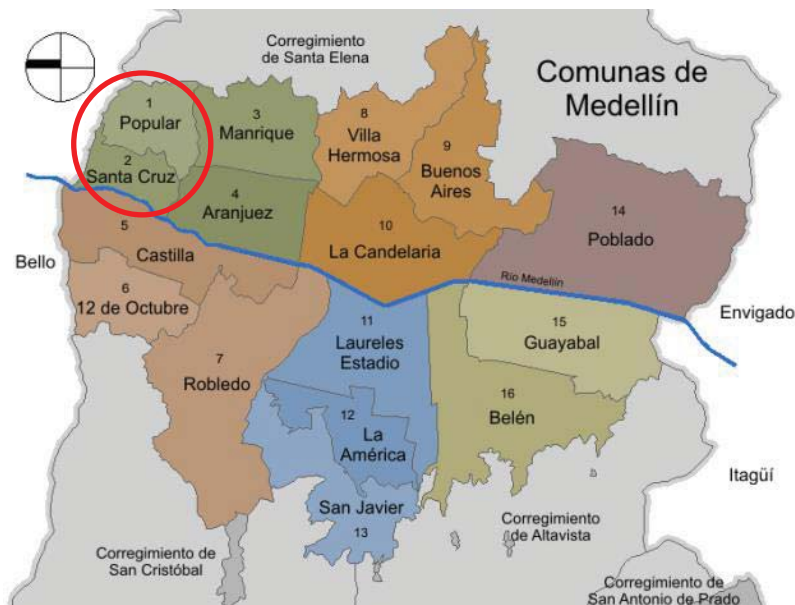 Corregimiento
de Santa Elena
Comunas de
Medellín
1
Popular
3
Manrique
8
Villa
Hermosa
9
Buenos
Aires
2
Santa Cruz
4
Aranjuez
14
Poblado
10
La Candelaria
5
Castilla
Bello
Río Medellín
6
12 de Octubre
Envigado
11
Laureles
Estadio
15
Guayabal
7
Robledo
16
Belén
12
La
América
Itagüí
San Javier
13
Corregimiento
de Altavista
Corregimiento de
San Cristóbal
Corregimiento de
San Antonio de Prado